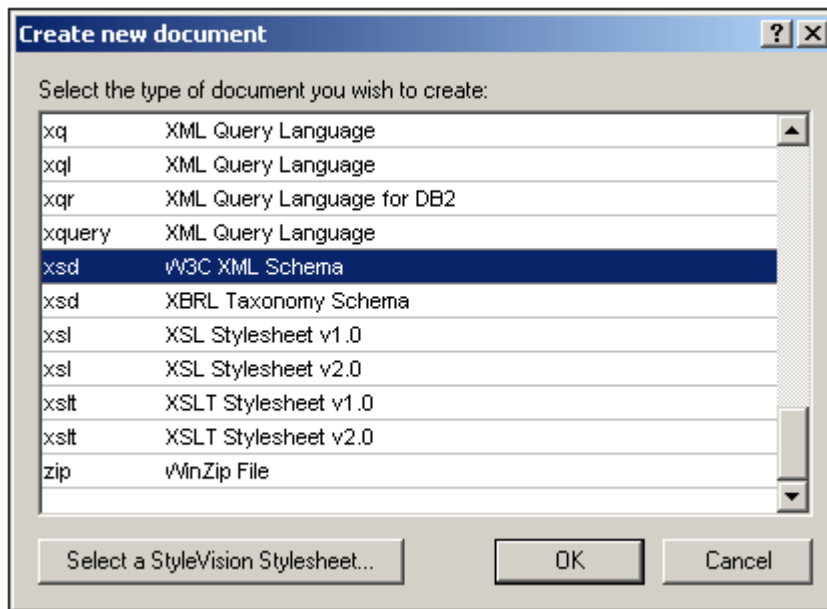 Create new document
Select the type of document you wish to create:
xq XML Query Language
xql XML Query Language
xqr XML Query Language for DB2
xquery XML Query Language
xsd W3C XML Schema
xsd XBRL Taxonomy Schema
xsl XSL Stylesheet v1.0
xsl XSL Stylesheet v2.0
xslt XSLT Stylesheet v1.0
xslt XSLT Stylesheet v2.0
zip WinZip File
Select a StyleVision Stylesheet... OK Cancel